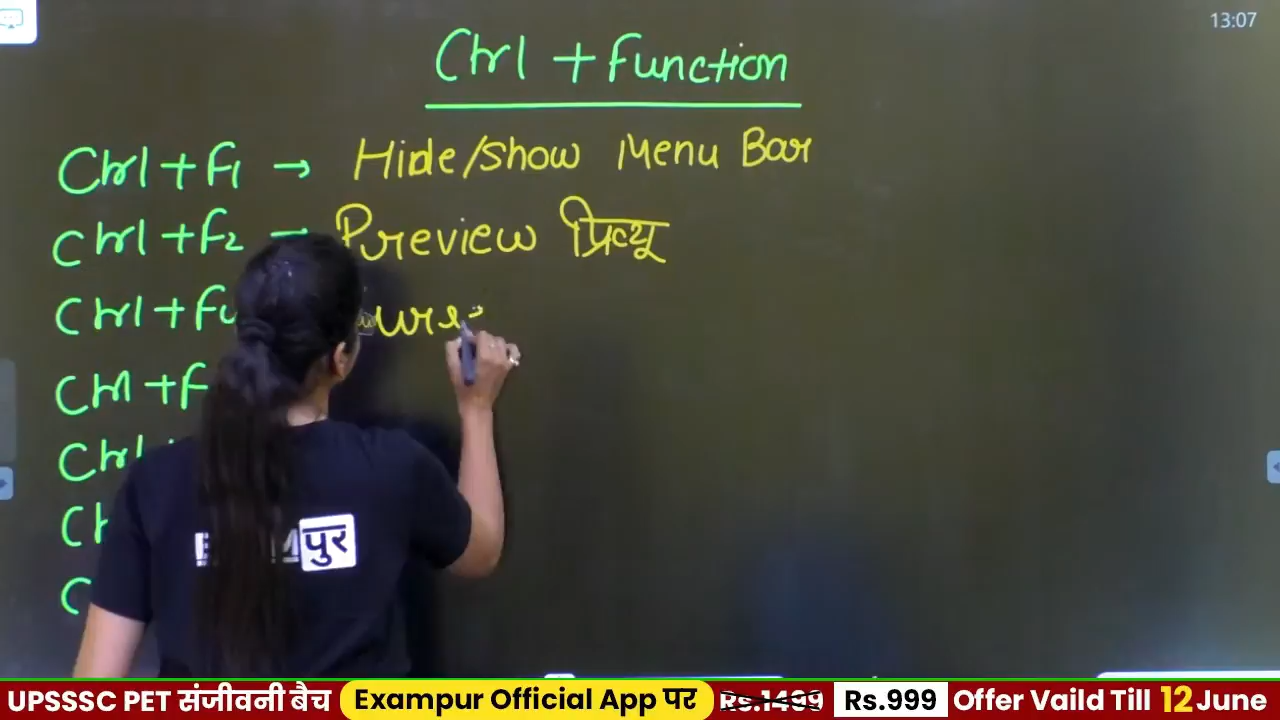 13:07
Ctrl + Function
Ctrl + F1 → Hide/Show Menu Bar
Ctrl + F2 → Preview प्रिव्यू
Ctrl + F4
Ctrl + F
Ctrl
पुर
UPSSSC PET संजीवनी बैच Exampur Official App पर Rs.1499 Rs.999 Offer Vaild Till 12 June